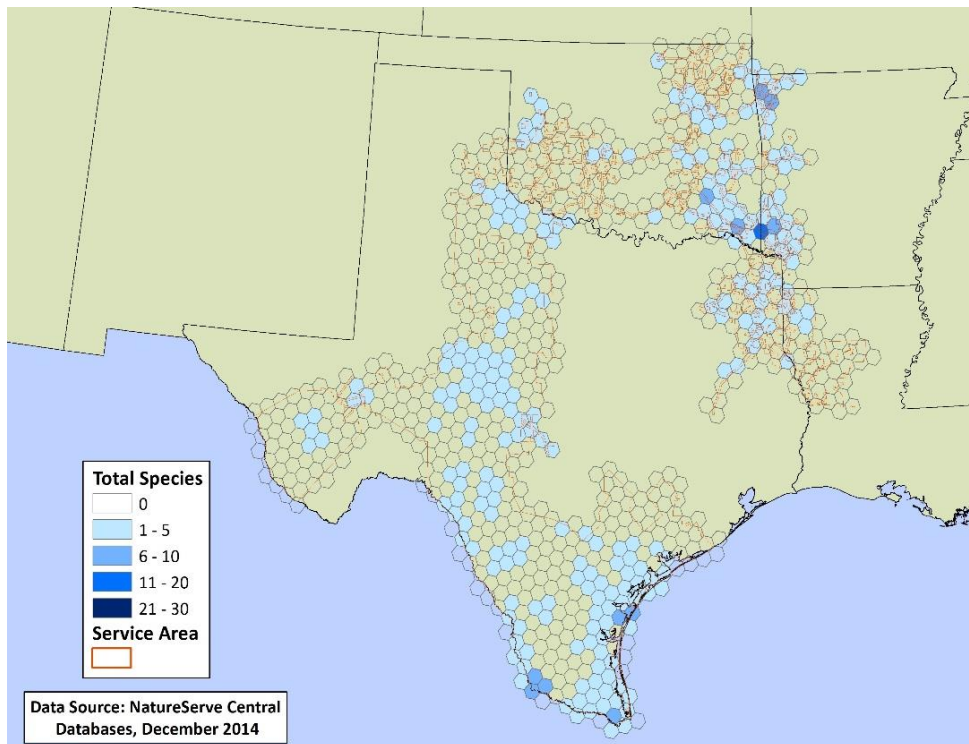 Total Species
0
1 - 5
6 - 10
11 - 20
21 - 30
Service Area
Data Source: NatureServe Central
Databases, December 2014